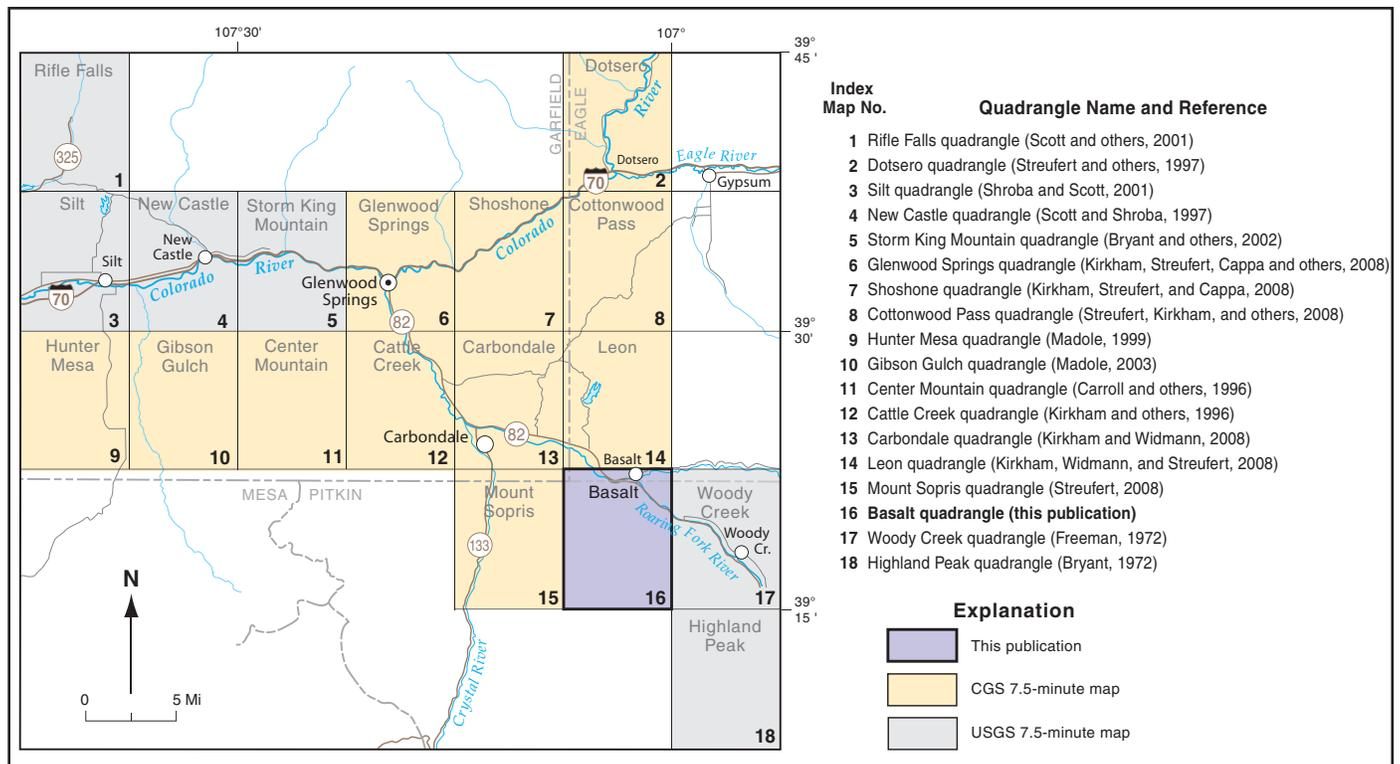 107°30'
107°
39°
45 '
Rifle Falls
325
1
GARFIELD
EAGLE
Dotsero
River
Dotsero
70
2
Eagle River
Gypsum
Silt
New Castle
Storm King
Mountain
Glenwood
Springs
Shoshone
Cottonwood
Pass
New
Castle
Silt
70
Colorado
River
Glenwood
Springs
Colorado
82
3
4
5
6
7
8
39°
30'
Hunter
Mesa
Gibson
Gulch
Center
Mountain
Cattle
Creek
Carbondale
Leon
Carbondale
82
Basalt
9
10
11
12
13
14
MESA
PITKIN
Mount
Sopris
Basalt
Woody
Creek
Roaring Fork River
Woody
Cr.
133
15
16
17
39°
15 '
N
0
5 Mi
Crystal River
Highland
Peak
18
Index
Map No.
Quadrangle Name and Reference
1 Rifle Falls quadrangle (Scott and others, 2001)
2 Dotsero quadrangle (Streufert and others, 1997)
3 Silt quadrangle (Shroba and Scott, 2001)
4 New Castle quadrangle (Scott and Shroba, 1997)
5 Storm King Mountain quadrangle (Bryant and others, 2002)
6 Glenwood Springs quadrangle (Kirkham, Streufert, Cappa and others, 2008)
7 Shoshone quadrangle (Kirkham, Streufert, and Cappa, 2008)
8 Cottonwood Pass quadrangle (Streufert, Kirkham, and others, 2008)
9 Hunter Mesa quadrangle (Madole, 1999)
10 Gibson Gulch quadrangle (Madole, 2003)
11 Center Mountain quadrangle (Carroll and others, 1996)
12 Cattle Creek quadrangle (Kirkham and others, 1996)
13 Carbondale quadrangle (Kirkham and Widmann, 2008)
14 Leon quadrangle (Kirkham, Widmann, and Streufert, 2008)
15 Mount Sopris quadrangle (Streufert, 2008)
16 Basalt quadrangle (this publication)
17 Woody Creek quadrangle (Freeman, 1972)
18 Highland Peak quadrangle (Bryant, 1972)
Explanation
This publication
CGS 7.5-minute map
USGS 7.5-minute map